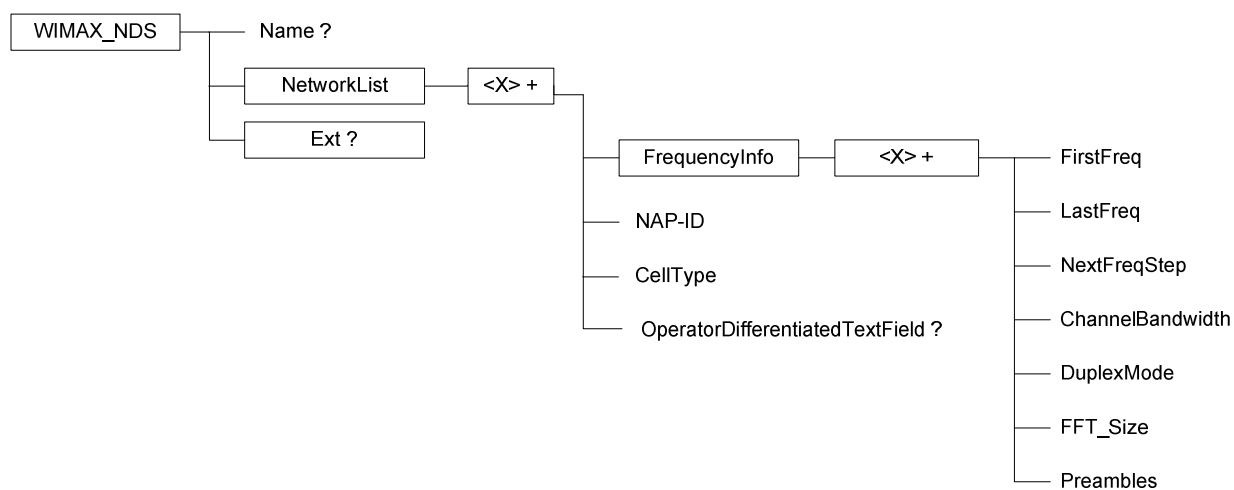 WIMAX_NDS
Name ?
NetworkList
<X> +
Ext ?
FrequencyInfo
<X> +
FirstFreq
NAP-ID
LastFreq
CellType
NextFreqStep
OperatorDifferentiatedTextField ?
ChannelBandwidth
DuplexMode
FFT_Size
Preambles